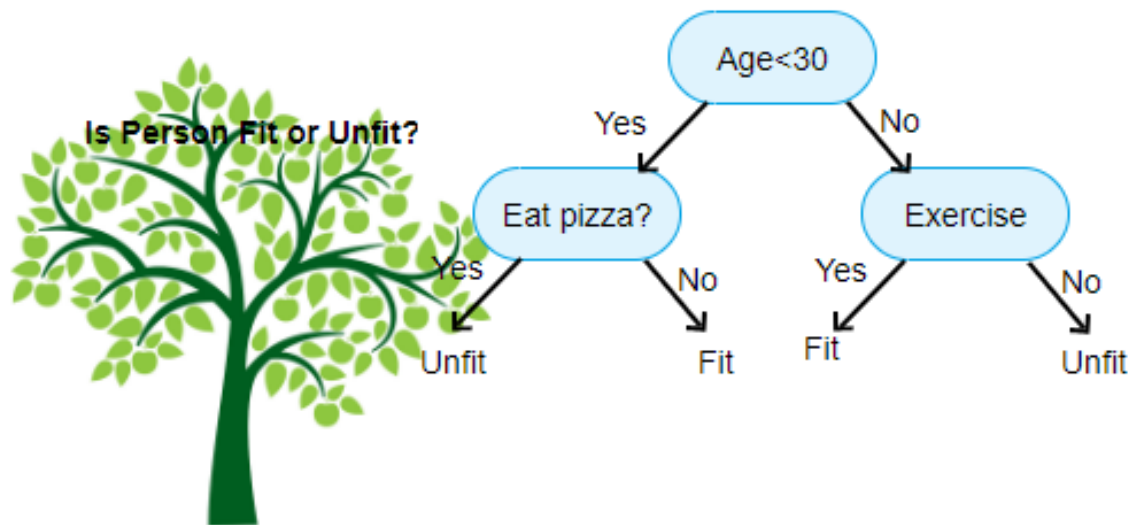 Age<30
Is Person Fit or Unfit?
Yes
No
Eat pizza?
Exercise
Yes
No
Yes
No
Unfit
Fit
Fit
Unfit